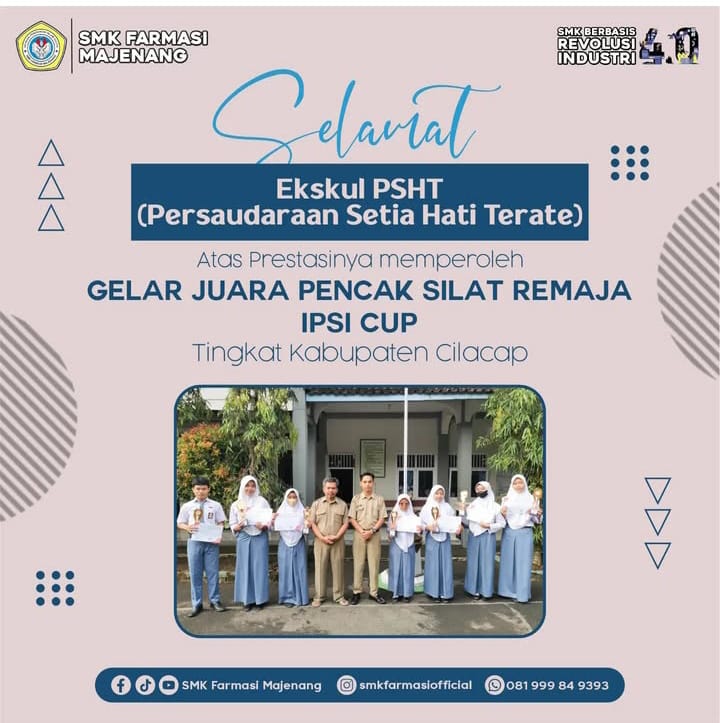 SMK FARMASI
MAJENANG
SMK BERBASIS
REVOLUSI
INDUSTRI
4.0
Selamat
Ekskul PSHT
(Persaudaraan Setia Hati Terate)
Atas Prestasinya memperoleh
GELAR JUARA PENCAK SILAT REMAJA
IPSI CUP
Tingkat Kabupaten Cilacap
SMK Farmasi Majenang
smkfarmasiofficial
081 999 84 9393